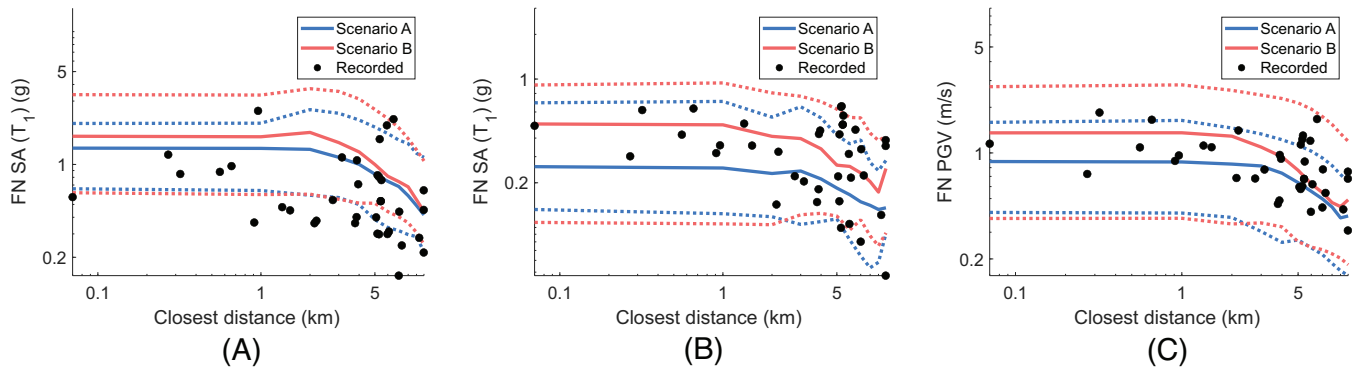 FN SA (T1) (g)
5
1
0.2
0.1 1 5
Closest distance (km)
Scenario A
Scenario B
Recorded
(A)
FN SA (T1) (g)
1
0.2
0.1 1 5
Closest distance (km)
Scenario A
Scenario B
Recorded
(B)
FN PGV (m/s)
5
1
0.2
0.1 1 5
Closest distance (km)
Scenario A
Scenario B
Recorded
(C)